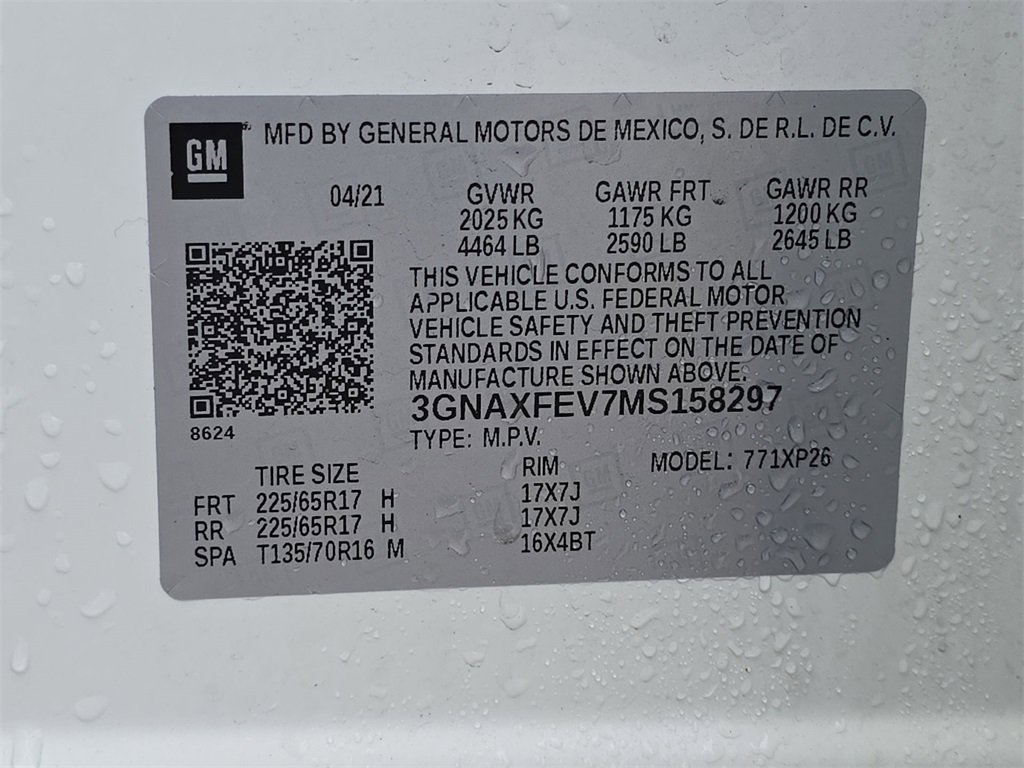 GM MFD BY GENERAL MOTORS DE MEXICO, S. DE R.L. DE C.V.
04/21 GVWR GAWR FRT GAWR RR
2025 KG 1175 KG 1200 KG
4464 LB 2590 LB 2645 LB
THIS VEHICLE CONFORMS TO ALL
APPLICABLE U.S. FEDERAL MOTOR
VEHICLE SAFETY AND THEFT PREVENTION
STANDARDS IN EFFECT ON THE DATE OF
MANUFACTURE SHOWN ABOVE.
3GNAXFEV7MS158297
8624
TYPE: M.P.V.
TIRE SIZE RIM MODEL: 771XP26
FRT 225/65R17 H 17X7J
RR 225/65R17 H 17X7J
SPA T135/70R16 M 16X4BT